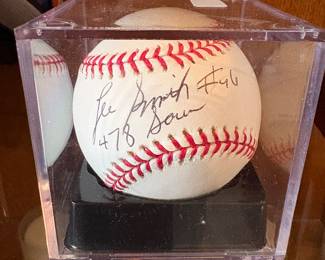 Lee Smith #46
478 Saves